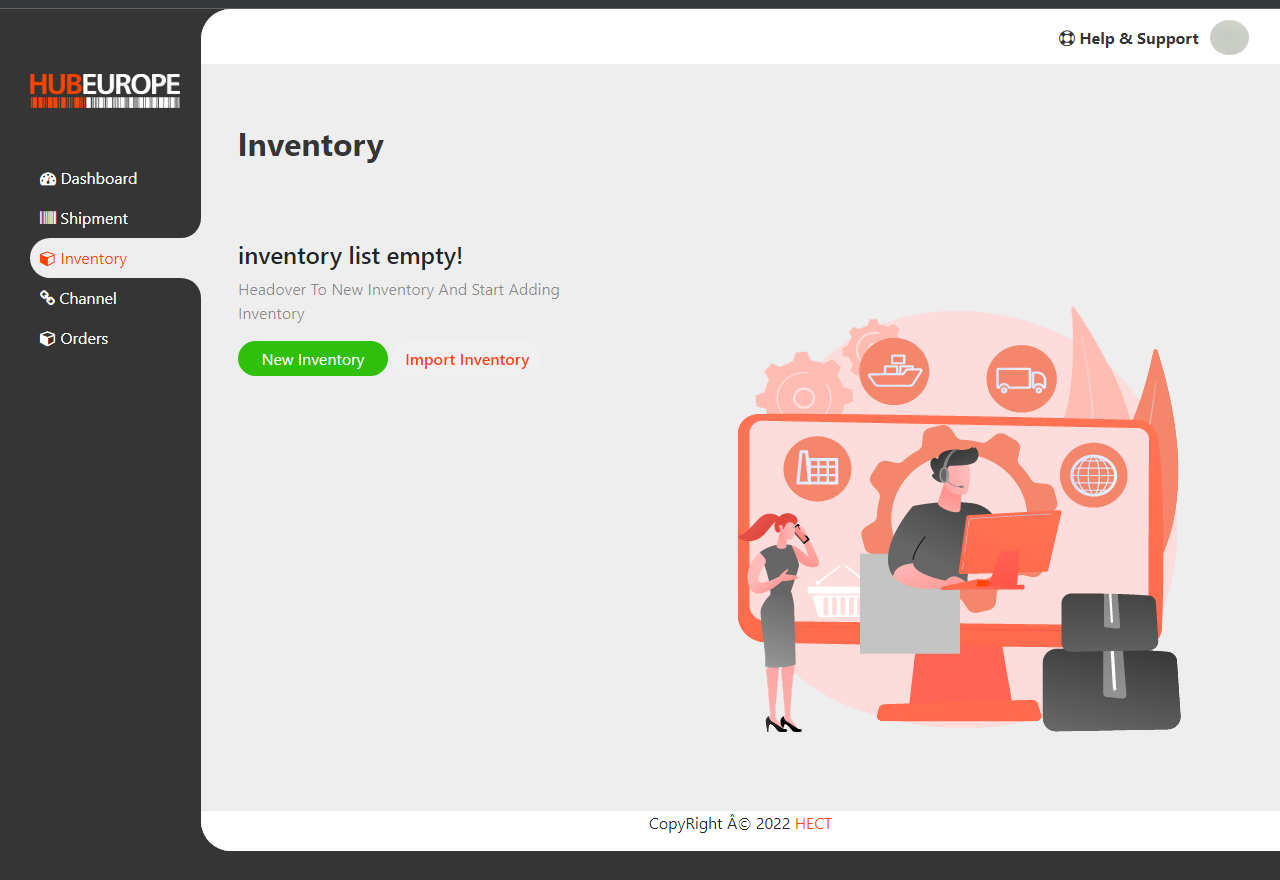 Help & Support
HUBEUROPE
Inventory
Dashboard
Shipment
Inventory
Channel
Orders
inventory list empty!
Headover To New Inventory And Start Adding
Inventory
New Inventory
Import Inventory
CopyRight Â© 2022 HECT